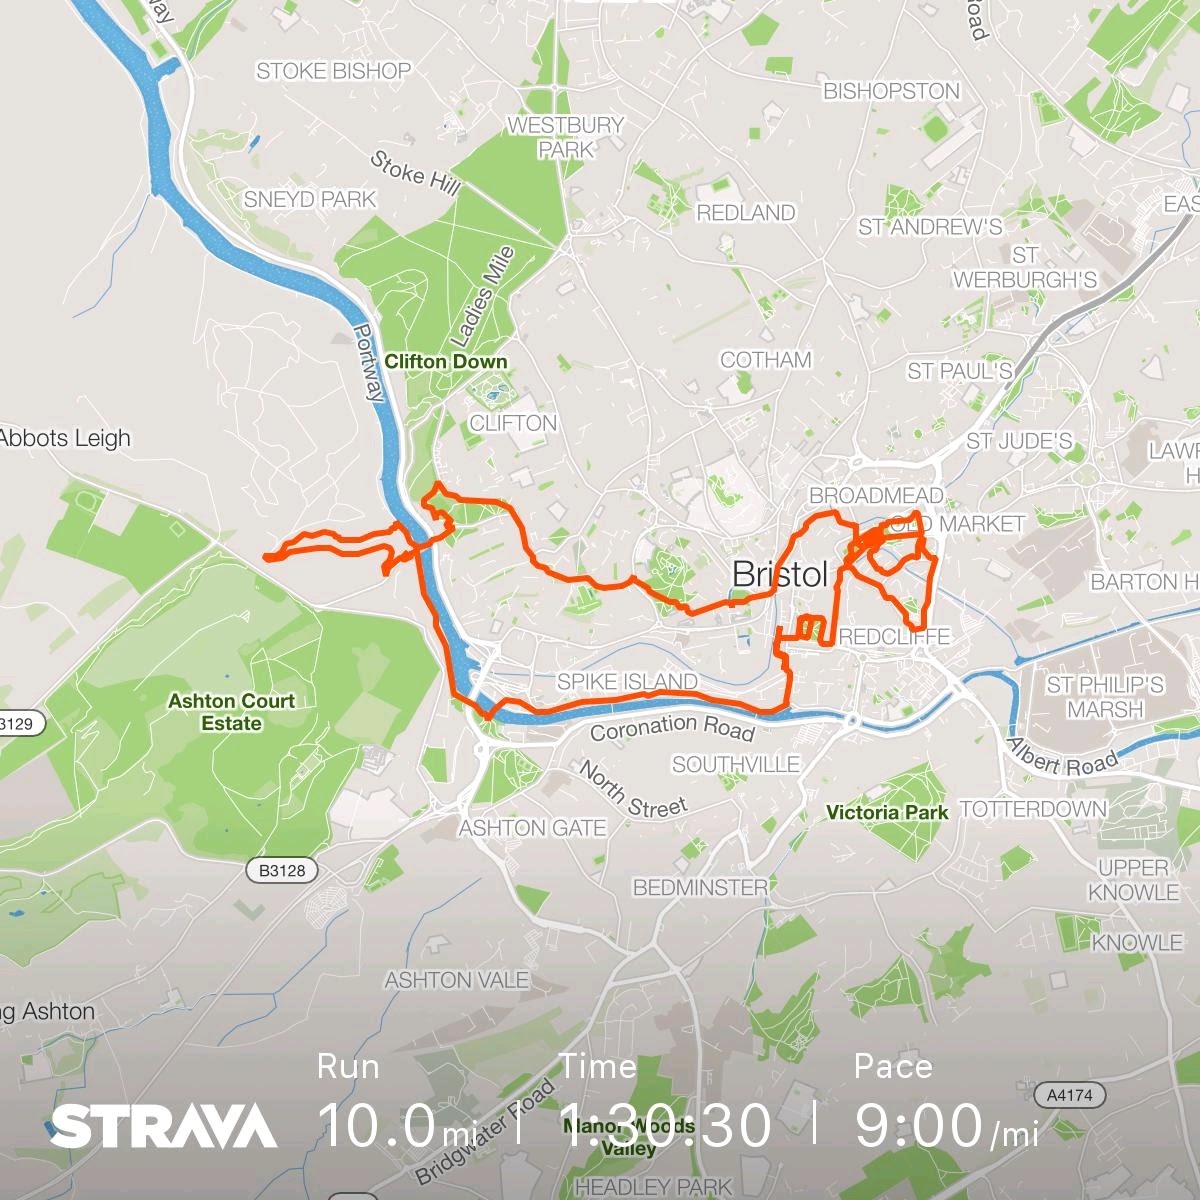 way
Road
STOKE BISHOP
BISHOPSTON
WESTBURY
PARK
Stoke Hill
SNEYD PARK
REDLAND
EAS
ST ANDREW'S
ST
WERBURGH'S
Ladies Mile
Portway
Clifton Down
COTHAM
ST PAUL'S
CLIFTON
Abbots Leigh
ST JUDE'S
LAWR
H
BROADMEAD
OLD MARKET
Bristol
BARTON H
REDCLIFFE
SPIKE ISLAND
ST PHILIP'S
MARSH
Ashton Court
Estate
3129
Coronation Road
Albert Road
SOUTHVILLE
North Street
Victoria Park
TOTTERDOWN
ASHTON GATE
B3128
UPPER
KNOWLE
BEDMINSTER
KNOWLE
ASHTON VALE
ng Ashton
Run
Time
Pace
A4174
STRAVA
10.0mi
1:30:30
9:00/mi
Bridgwater Road
Manor Woods
Valley
HEADLEY PARK